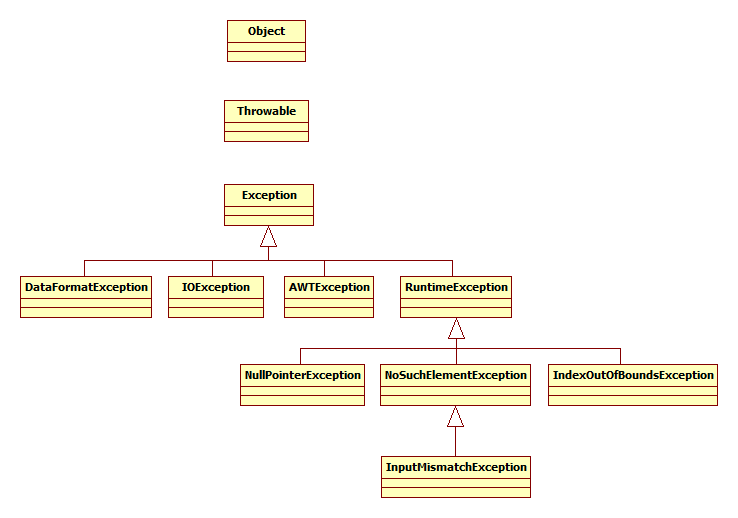 Object
Throwable
Exception
DataFormatException
IOException
AWTException
RuntimeException
NullPointerException
NoSuchElementException
IndexOutOfBoundsException
InputMismatchException